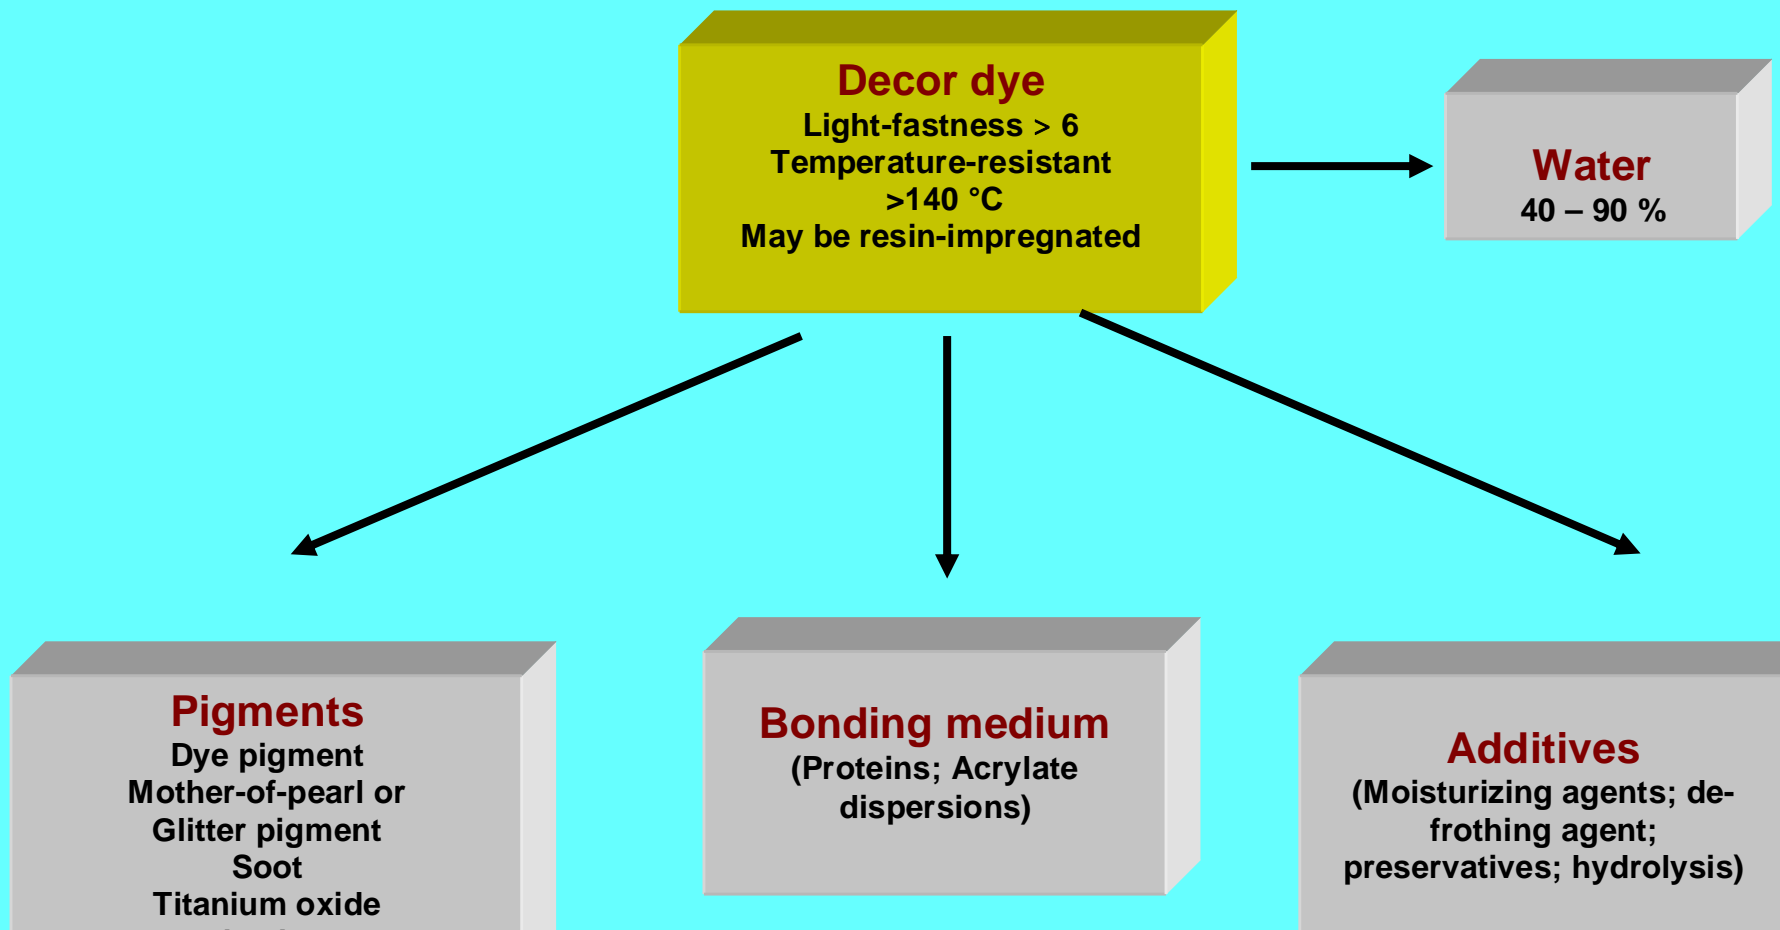 Decor dye
Light-fastness > 6
Temperature-resistant
>140 °C
May be resin-impregnated
Water
40 – 90 %
Pigments
Dye pigment
Mother-of-pearl or
Glitter pigment
Soot
Titanium oxide
Bonding medium
(Proteins; Acrylate
dispersions)
Additives
(Moisturizing agents; de-
frothing agent;
preservatives; hydrolysis)